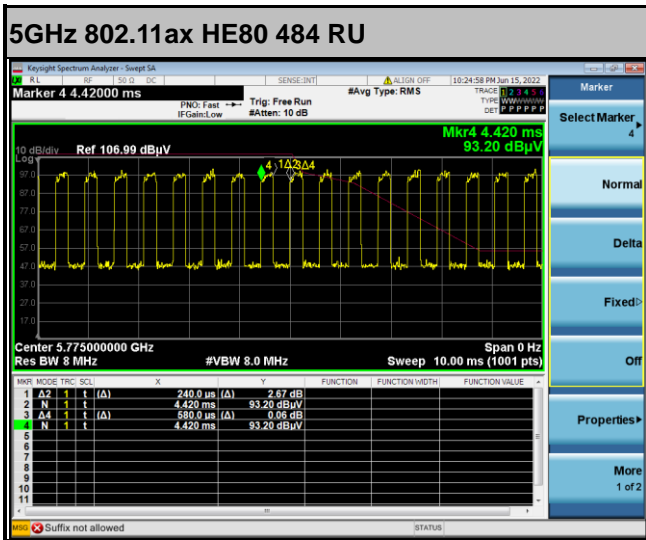 5GHz 802.11ax HE80 484 RU
Keysight Spectrum Analyzer - Swept SA
RL RF 50 Ω DC SENSE:INT ALIGN OFF 10:24:58 PM Jun 15, 2022
Marker 4 4.42000 ms
PNO: Fast
IFGain:Low
Trig: Free Run
#Atten: 10 dB
#Avg Type: RMS
TRACE 1 2 3 4 5 6
TYPE WWWWWW
DET P P P P P P
Mkr4 4.420 ms
93.20 dBµV
10 dB/div Ref 106.99 dBµV
Log
97.0
87.0
77.0
67.0
57.0
47.0
37.0
27.0
17.0
4 1Δ2 3Δ4
Center 5.775000000 GHz Span 0 Hz
Res BW 8 MHz #VBW 8.0 MHz Sweep 10.00 ms (1001 pts)
MKR MODE TRC SCL X Y FUNCTION FUNCTION WIDTH FUNCTION VALUE
1 Δ2 1 t (Δ) 240.0 µs (Δ) 2.67 dB
2 N 1 t 4.420 ms 93.20 dBµV
3 Δ4 1 t (Δ) 580.0 µs (Δ) 0.06 dB
4 N 1 t 4.420 ms 93.20 dBµV
5
6
7
8
9
10
11
MSG Suffix not allowed STATUS
Marker
Select Marker
4
Normal
Delta
Fixed
Off
Properties
More
1 of 2